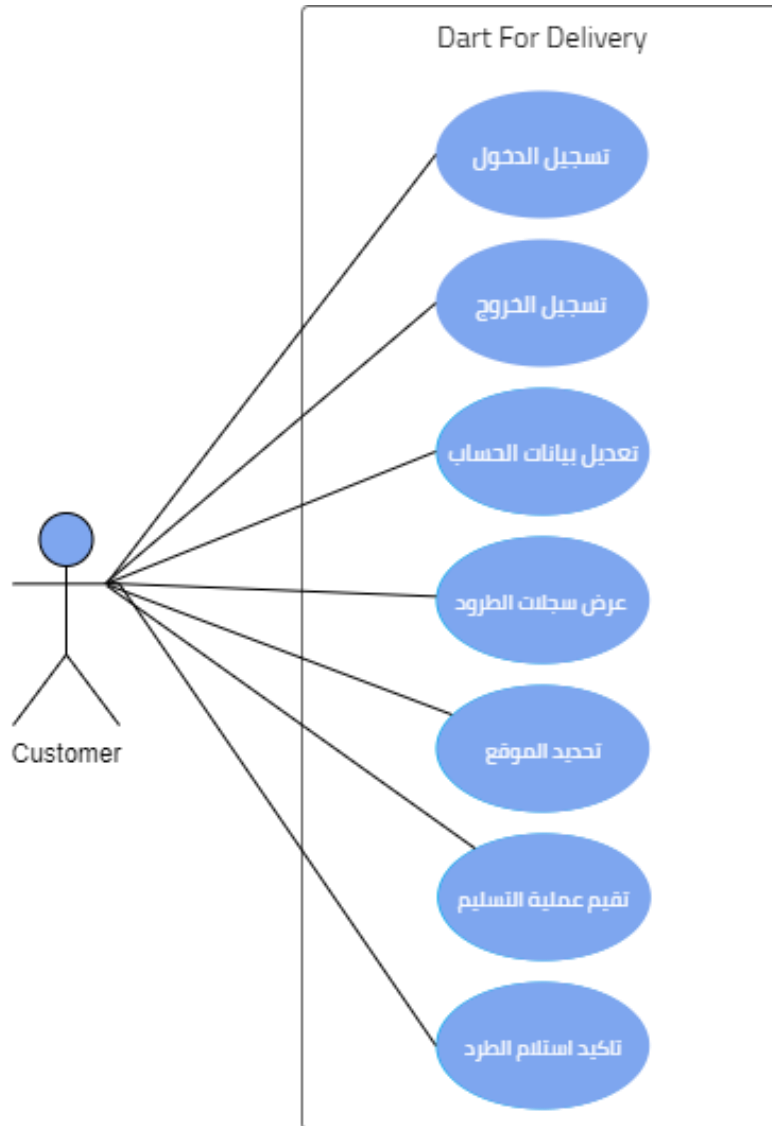 Dart For Delivery
تسجيل الدخول
تسجيل الخروج
تعديل بيانات الحساب
عرض سجلات الطرود
تحديد الموقع
Customer
تقيم عملية التسليم
تاكيد استلام الطرد